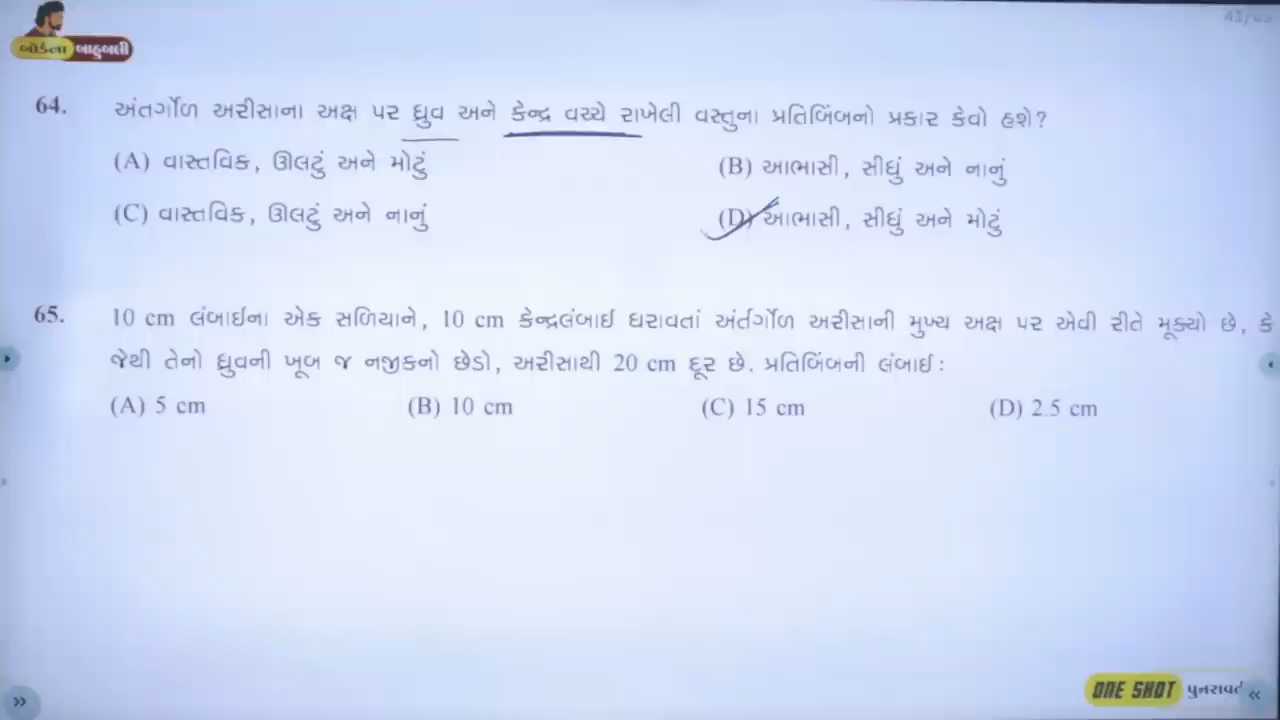 બોર્ડના બાહુબલી
64. અંતર્ગોળ અરીસાના અક્ષ પર ધ્રુવ અને કેન્દ્ર વચ્ચે રાખેલી વસ્તુના પ્રતિબિંબનો પ્રકાર કેવો હશે?
(A) વાસ્તવિક, ઊલટું અને મોટું (B) આભાસી, સીધું અને નાનું
(C) વાસ્તવિક, ઊલટું અને નાનું (D) આભાસી, સીધું અને મોટું
65. 10 cm લંબાઈના એક સળિયાને, 10 cm કેન્દ્રલંબાઈ ધરાવતાં અંર્તર્ગોળ અરીસાની મુખ્ય અક્ષ પર એવી રીતે મૂક્યો છે, કે
જેથી તેનો ધ્રુવની ખૂબ જ નજીકનો છેડો, અરીસાથી 20 cm દૂર છે. પ્રતિબિંબની લંબાઈ:
(A) 5 cm (B) 10 cm (C) 15 cm (D) 2.5 cm
ONE SHOT પુનરાવર્ત